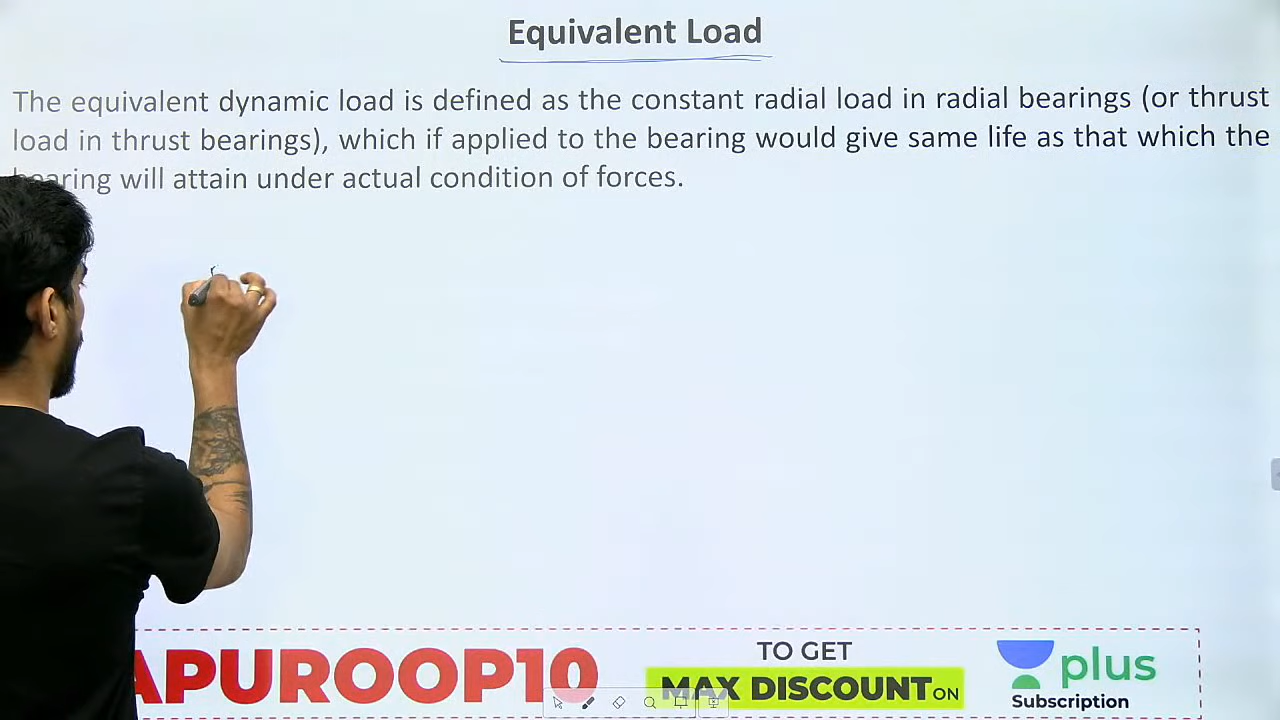 Equivalent Load
The equivalent dynamic load is defined as the constant radial load in radial bearings (or thrust
load in thrust bearings), which if applied to the bearing would give same life as that which the
bearing will attain under actual condition of forces.
APUROOP10
TO GET
MAX DISCOUNT ON
plus
Subscription